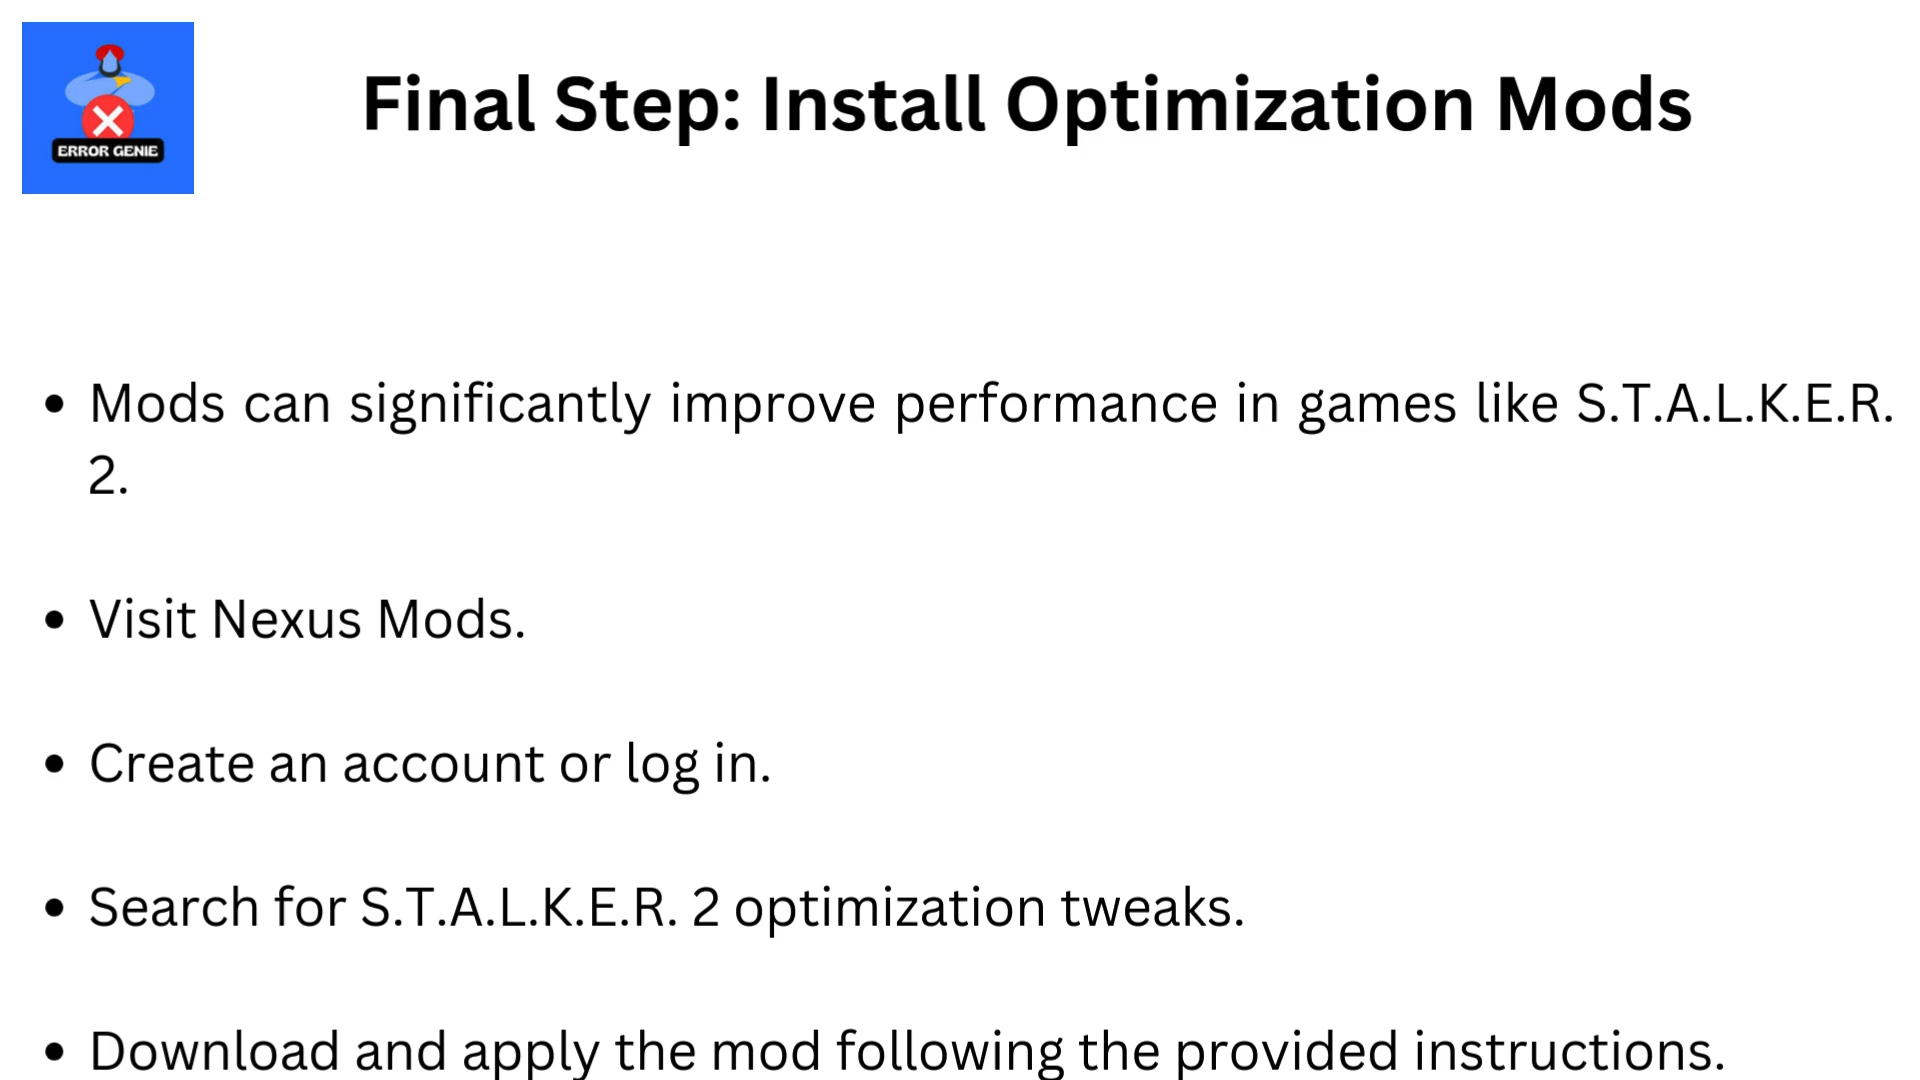 ERROR GENIE
Final Step: Install Optimization Mods
• Mods can significantly improve performance in games like S.T.A.L.K.E.R.
2.
• Visit Nexus Mods.
• Create an account or log in.
• Search for S.T.A.L.K.E.R. 2 optimization tweaks.
• Download and apply the mod following the provided instructions.